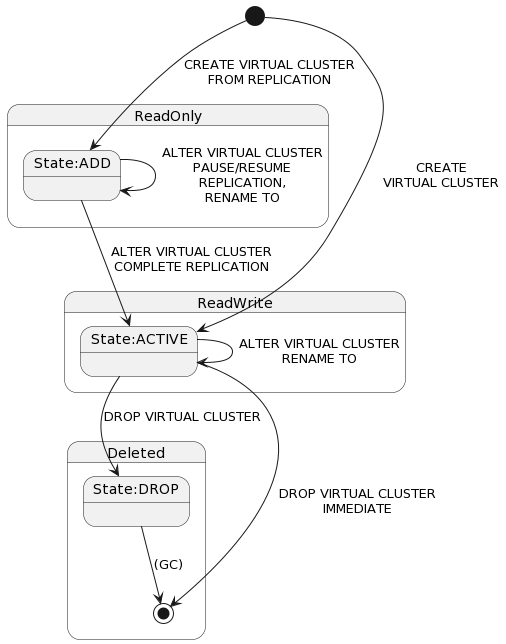 CREATE VIRTUAL CLUSTER
FROM REPLICATION
ReadOnly
State:ADD
ALTER VIRTUAL CLUSTER
PAUSE/RESUME
REPLICATION,
RENAME TO
CREATE
VIRTUAL CLUSTER
ALTER VIRTUAL CLUSTER
COMPLETE REPLICATION
ReadWrite
State:ACTIVE
ALTER VIRTUAL CLUSTER
RENAME TO
DROP VIRTUAL CLUSTER
Deleted
State:DROP
DROP VIRTUAL CLUSTER
IMMEDIATE
(GC)